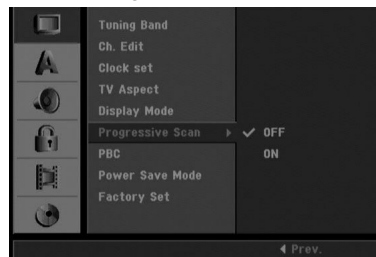 Tuning Band
Ch. Edit
Clock set
TV Aspect
Display Mode
Progressive Scan ▶ ✓ OFF
PBC ON
Power Save Mode
Factory Set
◀ Prev.